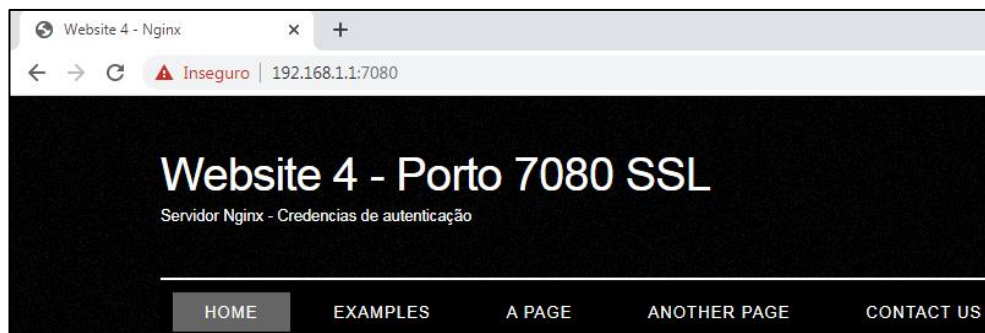 Website 4 - Nginx
Inseguro | 192.168.1.1:7080
Website 4 - Porto 7080 SSL
Servidor Nginx - Credencias de autenticação
HOME EXAMPLES A PAGE ANOTHER PAGE CONTACT US